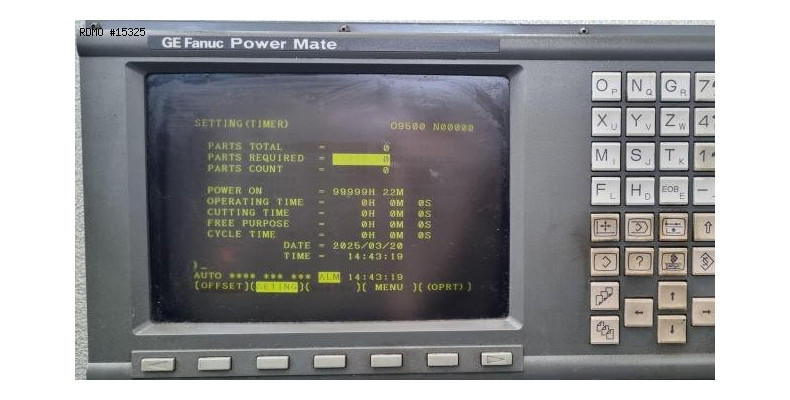 RDMO #15325
GE Fanuc Power Mate
SETTING(TIMER) O9500 N00000
PARTS TOTAL = 0
PARTS REQUIRED = 0
PARTS COUNT = 0
POWER ON = 99999H 22M
OPERATING TIME = 0H 0M 0S
CUTTING TIME = 0H 0M 0S
FREE PURPOSE = 0H 0M 0S
CYCLE TIME = 0H 0M 0S
DATE = 2025/03/20
TIME = 14:43:19
)_
AUTO **** *** *** ALM 14:43:19
[OFFSET][SETING][ ][ MENU ][(OPRT)]
O P N Q G R 7
X U Y V Z W 4
M I S J T K 1
F L H D EOB E -
?